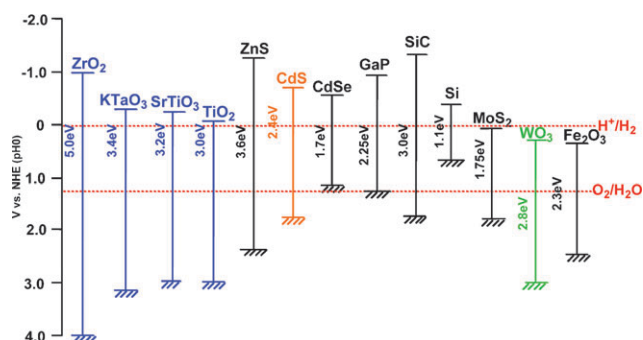 V vs. NHE (pH0)
-2.0
-1.0
0
1.0
2.0
3.0
4.0
ZrO2
5.0eV
KTaO3
3.4eV
SrTiO3
3.2eV
TiO2
3.0eV
ZnS
3.6eV
CdS
2.4eV
CdSe
1.7eV
GaP
2.25eV
SiC
3.0eV
Si
1.1eV
MoS2
1.75eV
WO3
2.8eV
Fe2O3
2.3eV
H+/H2
O2/H2O